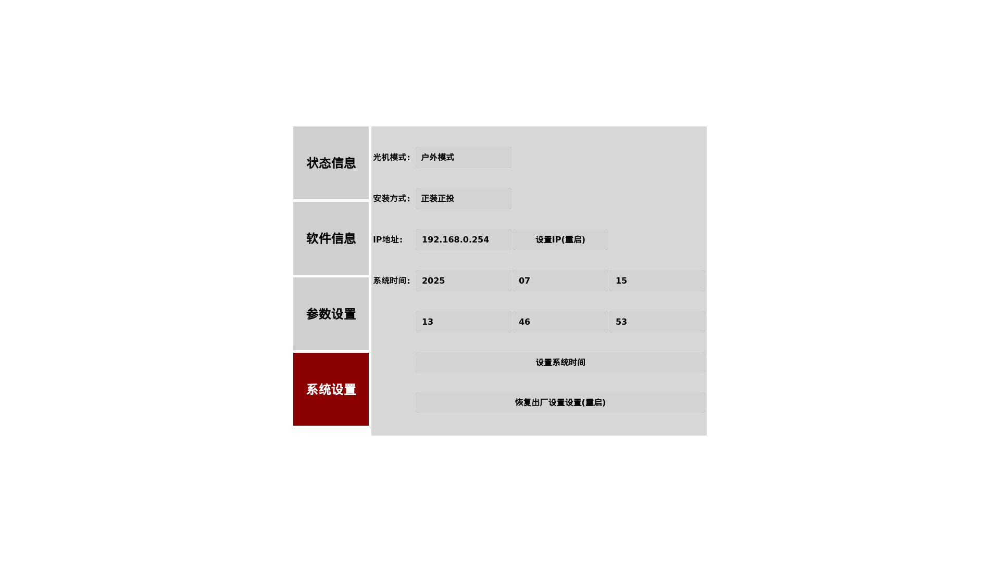 状态信息
软件信息
参数设置
系统设置
光机模式: 户外模式
安装方式: 正装正投
IP地址: 192.168.0.254 设置IP(重启)
系统时间: 2025 07 15
13 46 53
设置系统时间
恢复出厂设置设置(重启)